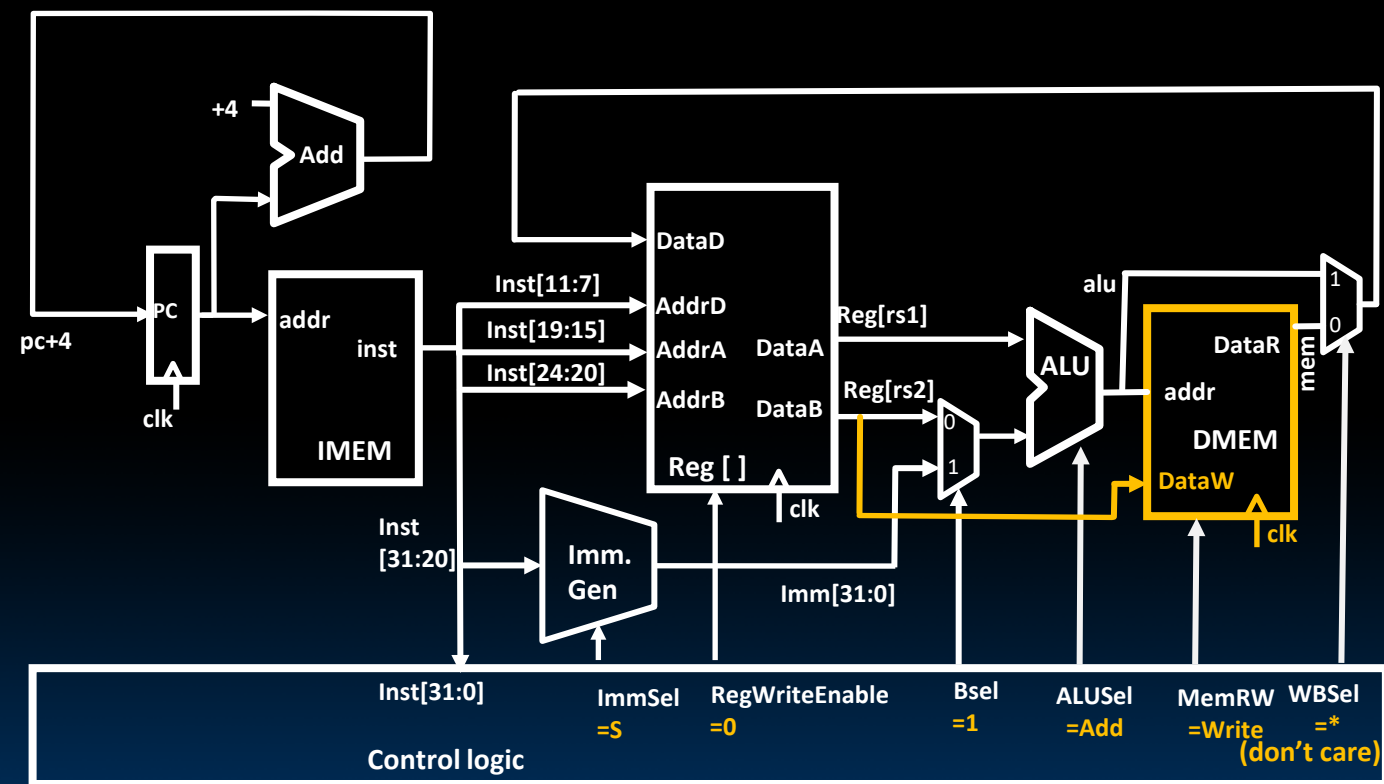 +4
Add
DataD
Inst[11:7]
alu
1
PC
addr
AddrD
Reg[rs1]
pc+4
inst
Inst[19:15]
AddrA
DataA
ALU
DataR
0
mem
Inst[24:20]
Reg[rs2]
addr
clk
AddrB
DataB
0
IMEM
DMEM
Reg [ ]
1
DataW
clk
clk
Inst
[31:20]
Imm.
Gen
Imm[31:0]
Inst[31:0]
ImmSel
=S
RegWriteEnable
=0
Bsel
=1
ALUSel
=Add
MemRW
=Write
WBSel
=*
(don't care)
Control logic